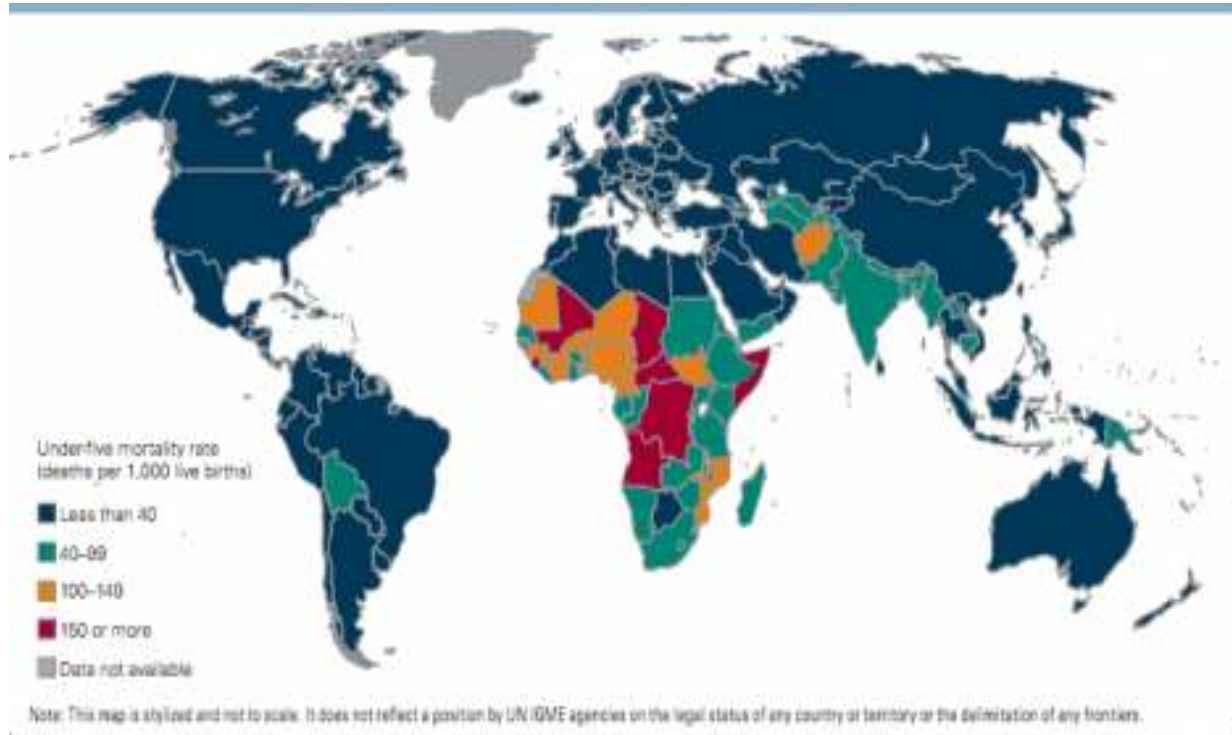 Under-five mortality rate
(deaths per 1,000 live births)
Less than 40
40–99
100–149
150 or more
Data not available
Note: This map is stylized and not to scale. It does not reflect a position by UN IGME agencies on the legal status of any country or territory or the delimitation of any frontiers.